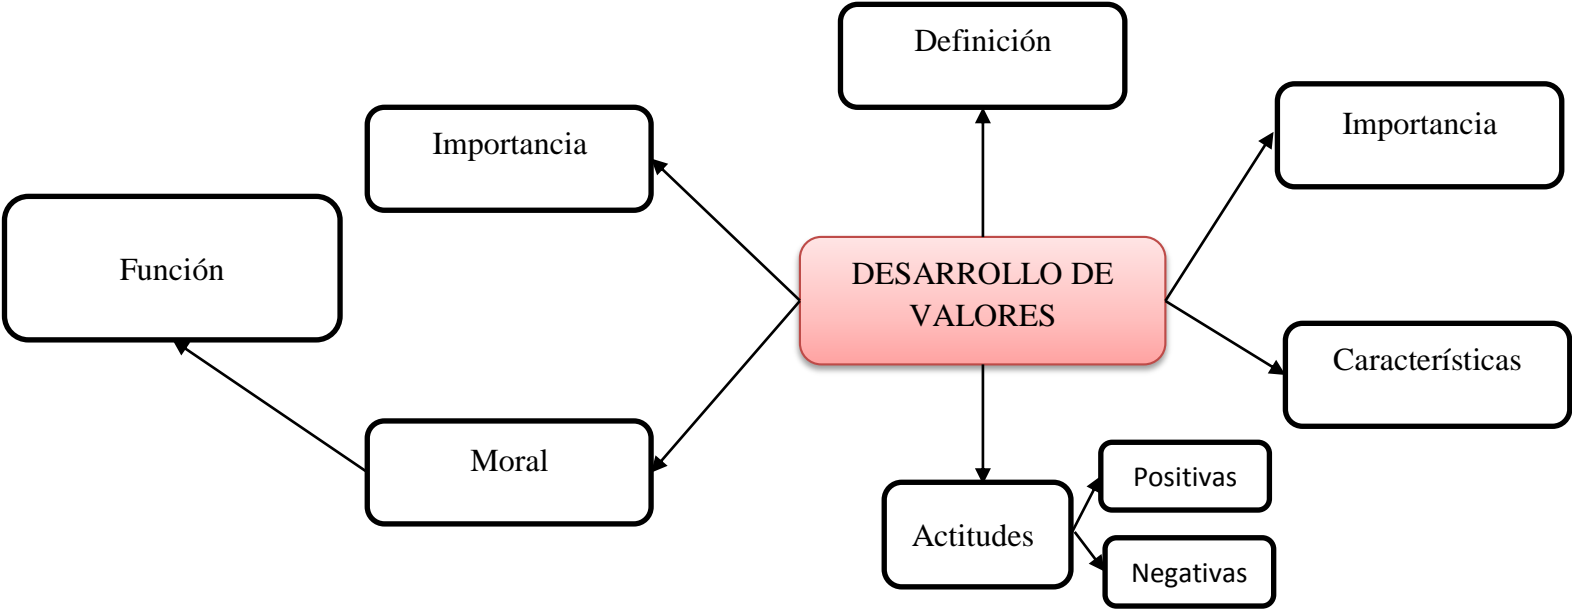 Definición
Importancia
Importancia
Función
DESARROLLO DE
VALORES
Características
Moral
Positivas
Actitudes
Negativas